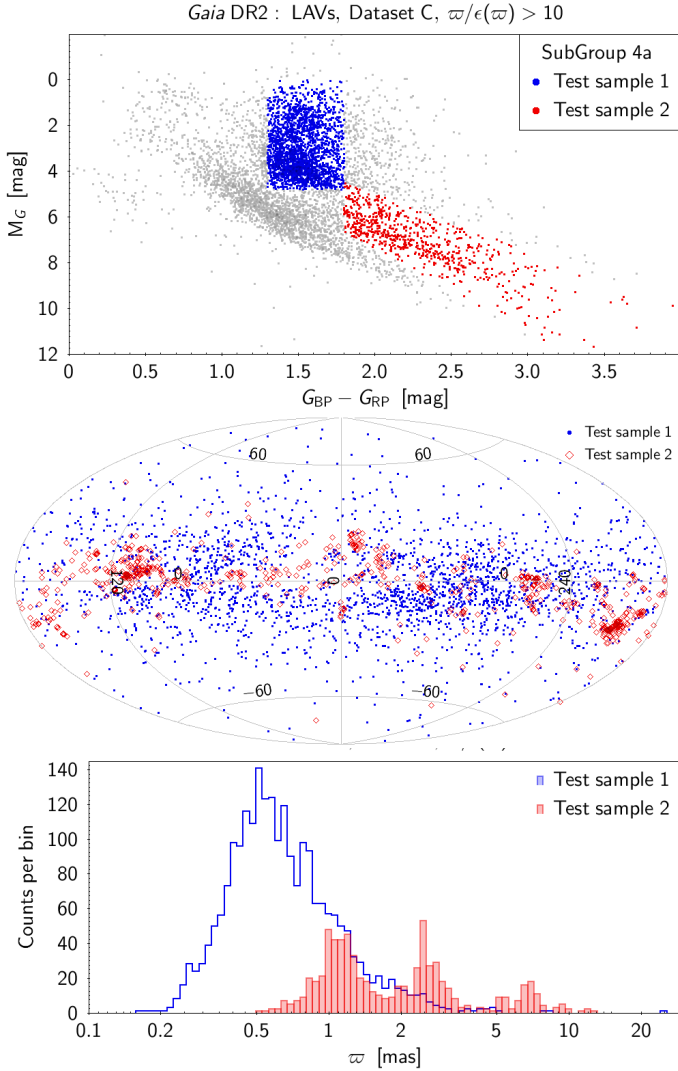 Gaia DR2 : LAVs, Dataset C, ϖ/ϵ(ϖ) > 10
SubGroup 4a
Test sample 1
Test sample 2
0
2
4
6
8
10
12
M_G [mag]
0 0.5 1.0 1.5 2.0 2.5 3.0 3.5
G_BP − G_RP [mag]
Test sample 1
Test sample 2
60 60
120 0 0 0 240
−60 −60
Test sample 1
Test sample 2
140
120
100
80
60
40
20
0
Counts per bin
0.1 0.2 0.5 1 2 5 10 20
ϖ [mas]